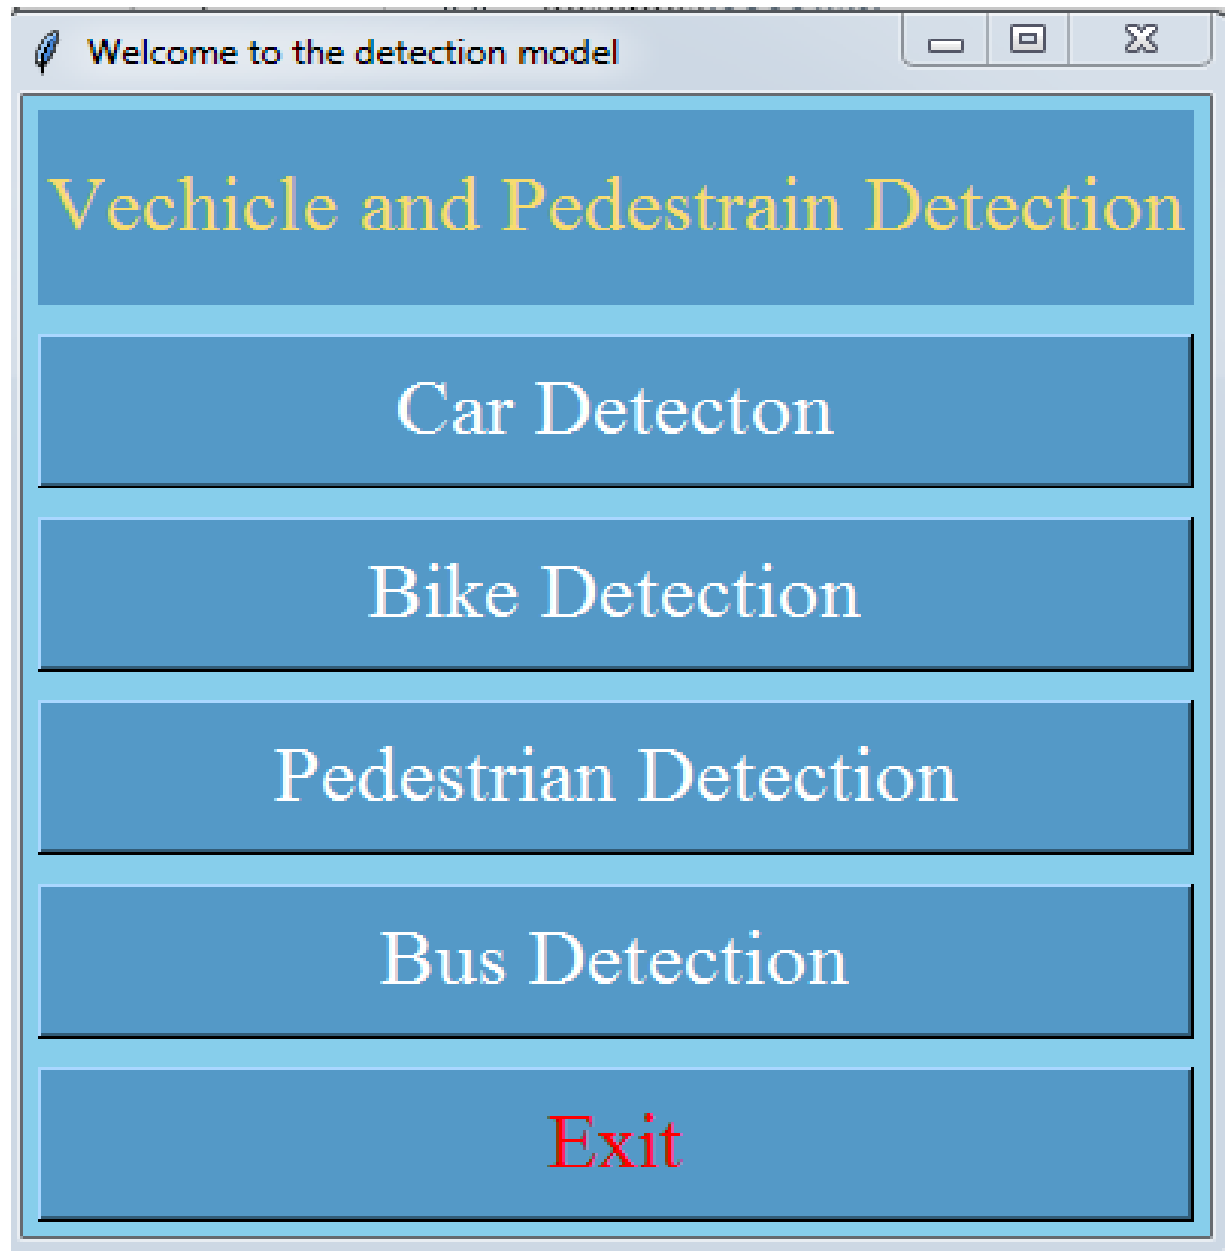 Welcome to the detection model
Vechicle and Pedestrain Detection
Car Detecton
Bike Detection
Pedestrian Detection
Bus Detection
Exit